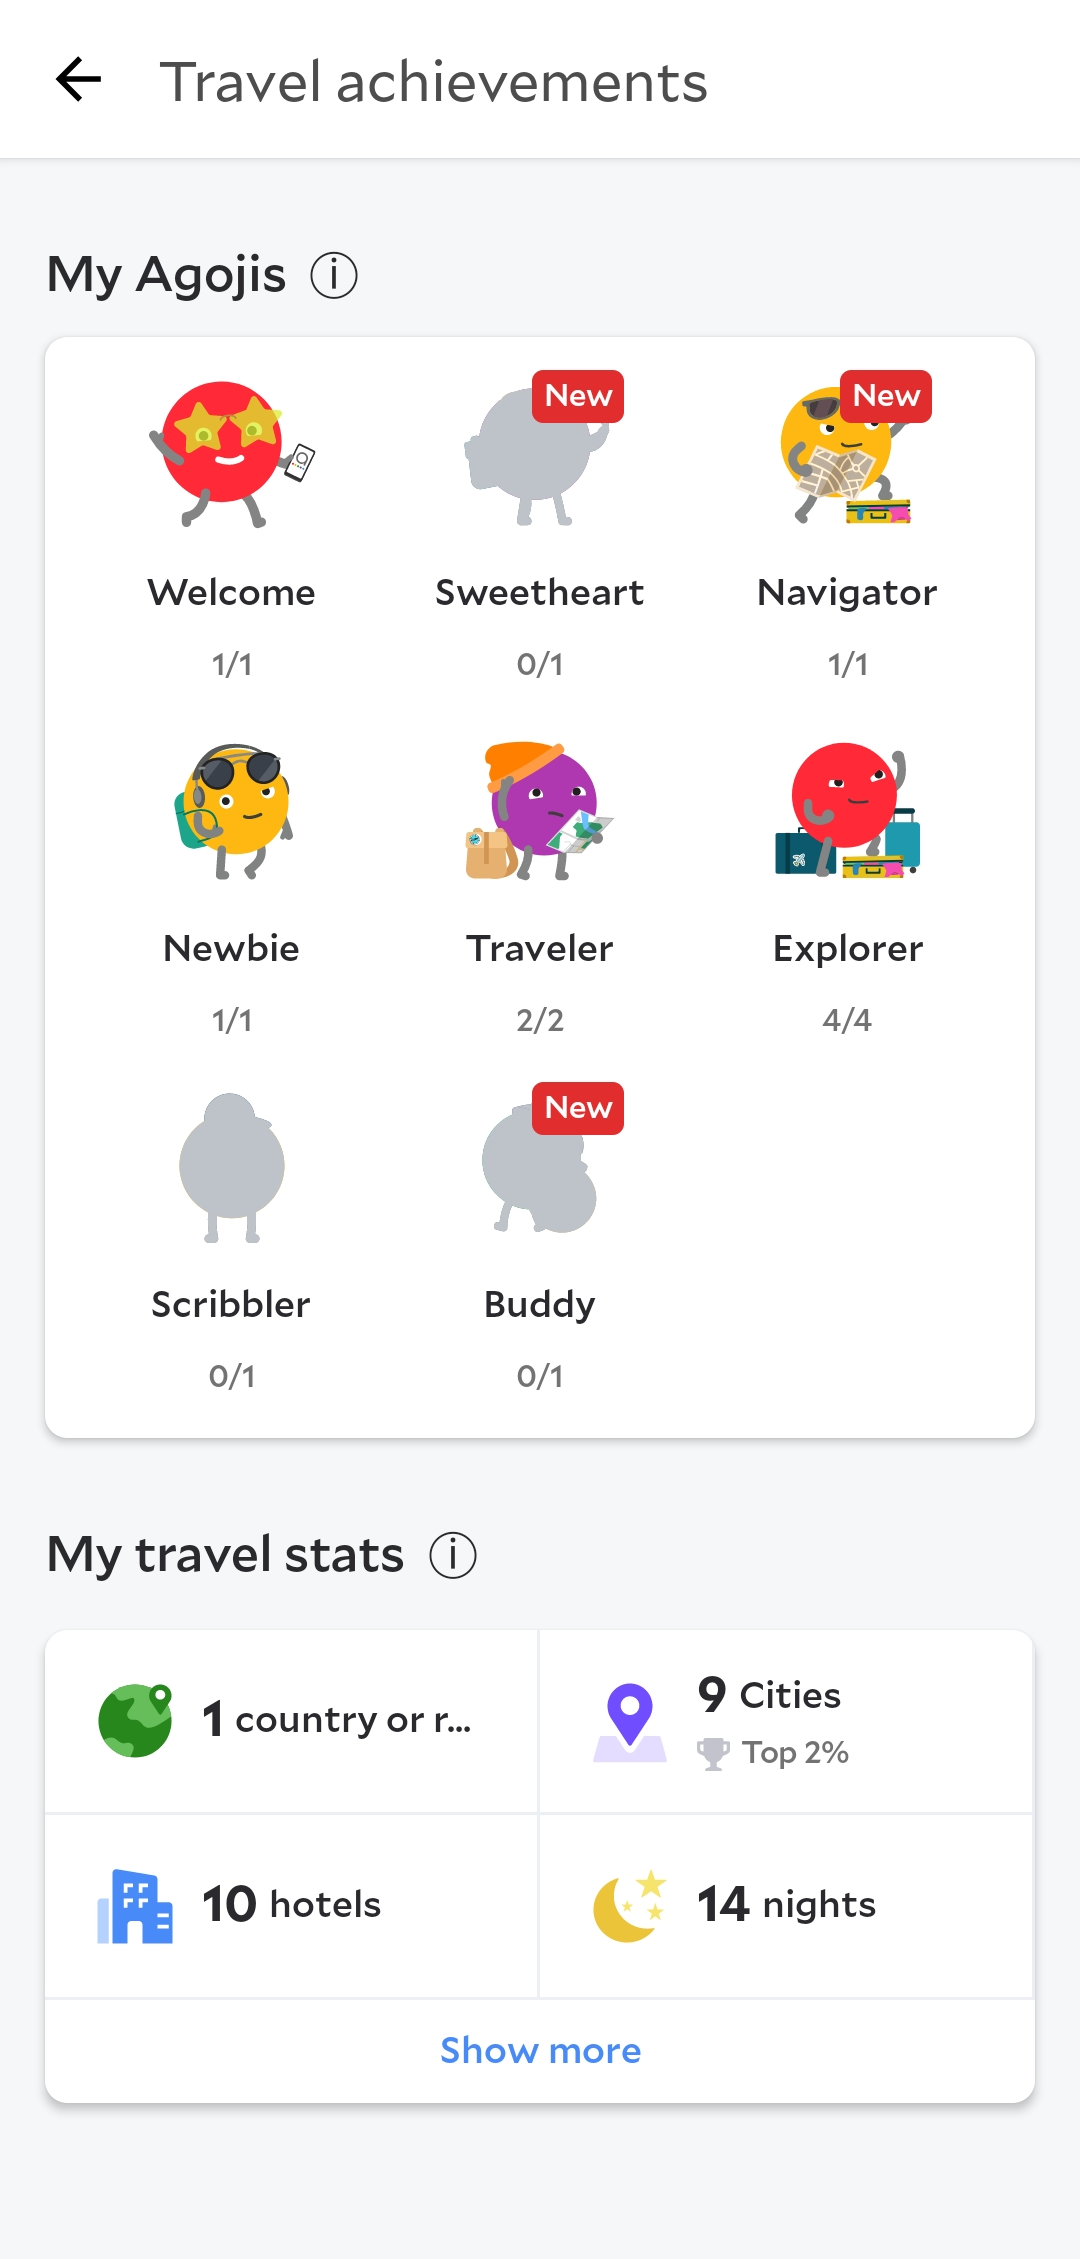 Travel achievements
My Agojis
New
New
Welcome
Sweetheart
Navigator
1/1
0/1
1/1
Newbie
Traveler
Explorer
1/1
2/2
4/4
New
Scribbler
Buddy
0/1
0/1
My travel stats
1 country or r...
9 Cities
Top 2%
10 hotels
14 nights
Show more